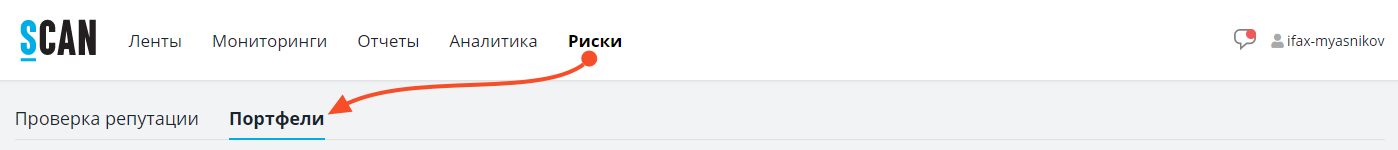 SCAN Ленты Мониторинги Отчеты Аналитика Риски ifax-myasnikov
Проверка репутации Портфели